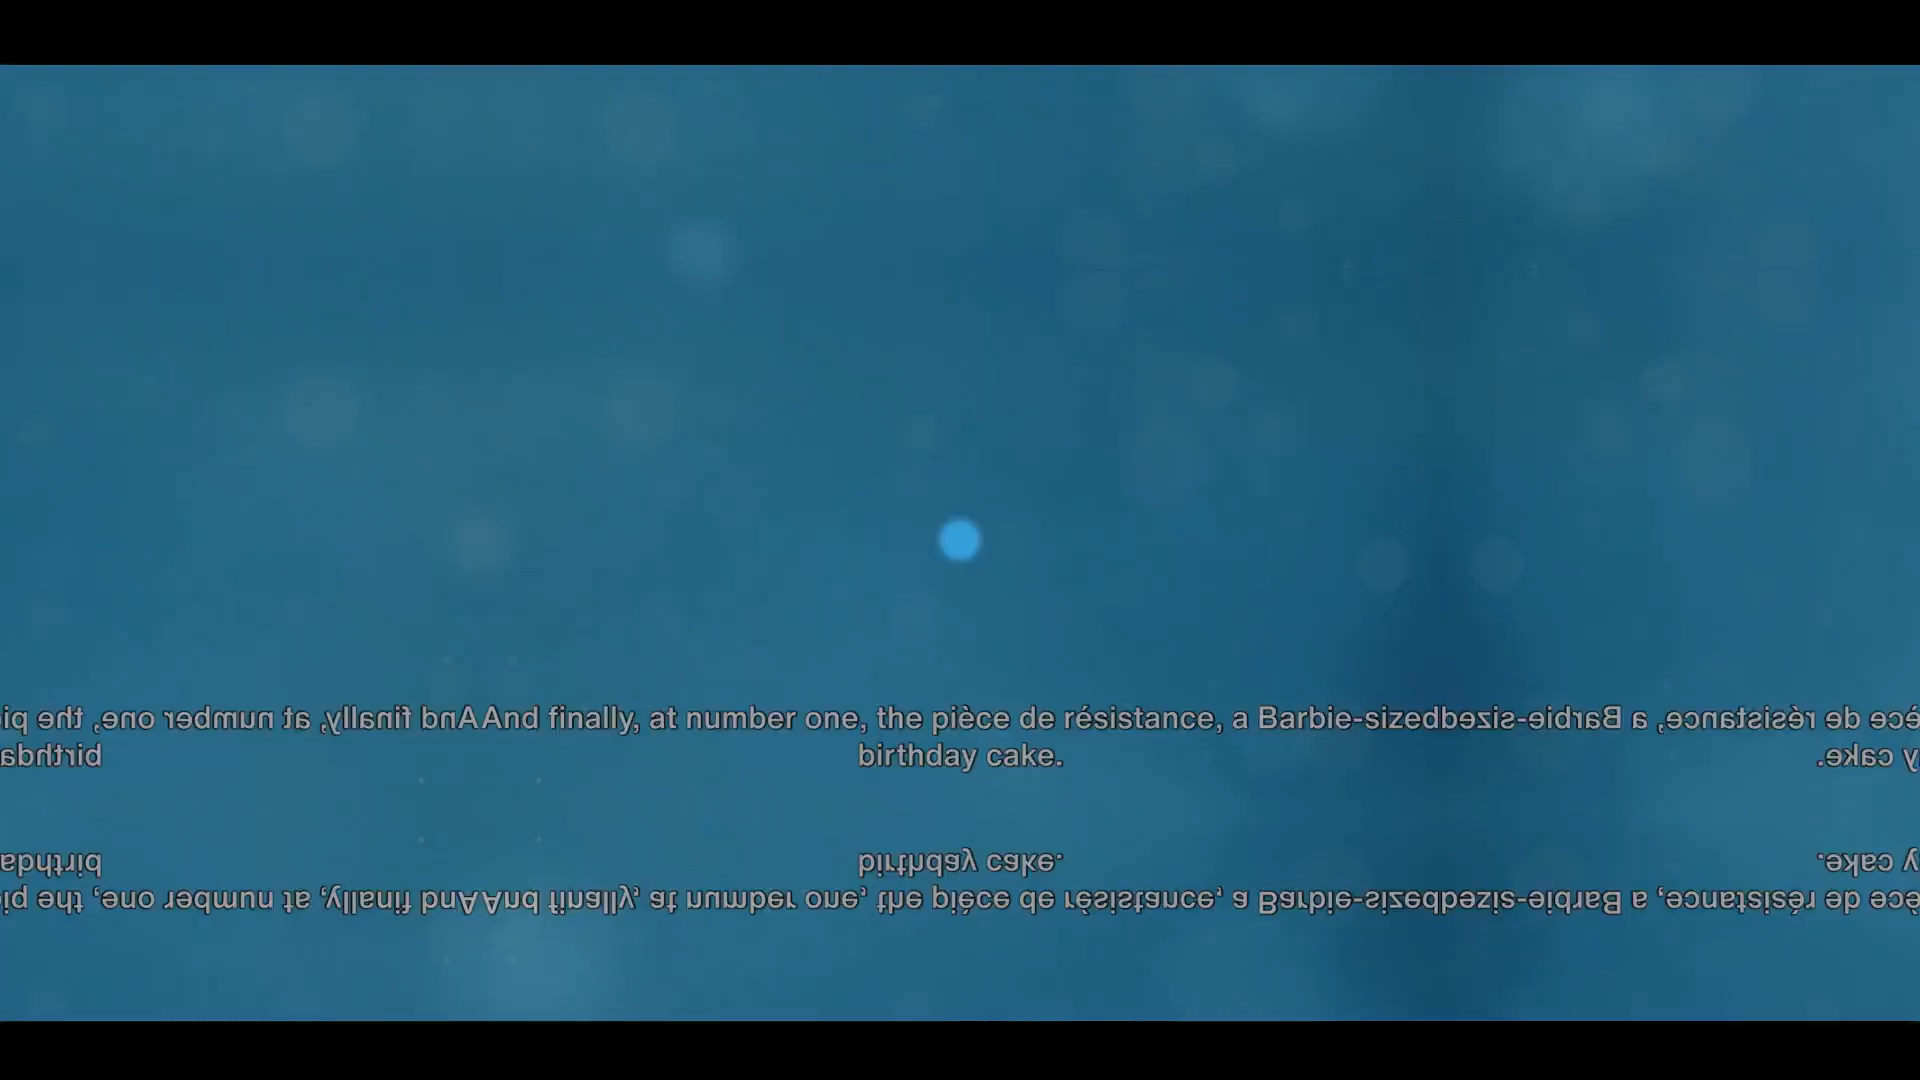 And finally, at number one, the pièce de résistance, a Barbie-sized
birthday cake.